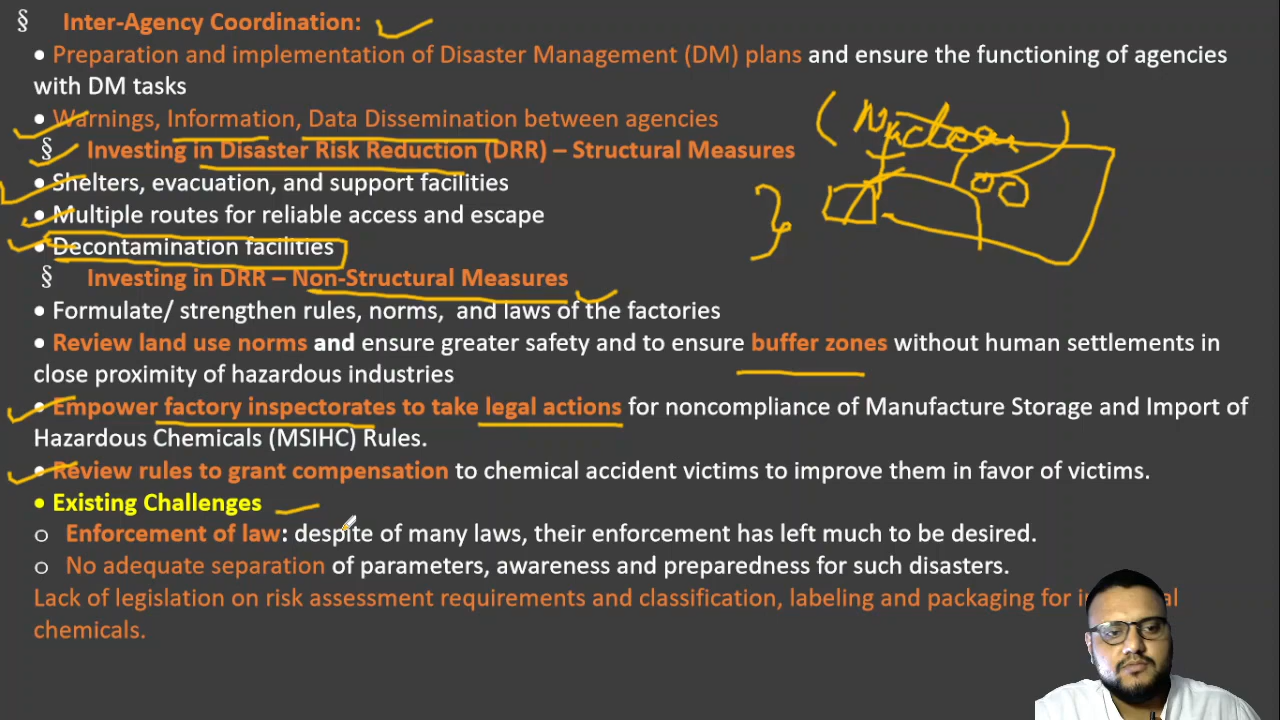 § Inter-Agency Coordination:
• Preparation and implementation of Disaster Management (DM) plans and ensure the functioning of agencies
with DM tasks
• Warnings, Information, Data Dissemination between agencies
(Nuclear)
§ Investing in Disaster Risk Reduction (DRR) – Structural Measures
• Shelters, evacuation, and support facilities
• Multiple routes for reliable access and escape
• Decontamination facilities
§ Investing in DRR – Non-Structural Measures
• Formulate/ strengthen rules, norms, and laws of the factories
• Review land use norms and ensure greater safety and to ensure buffer zones without human settlements in
close proximity of hazardous industries
• Empower factory inspectorates to take legal actions for noncompliance of Manufacture Storage and Import of
Hazardous Chemicals (MSIHC) Rules.
• Review rules to grant compensation to chemical accident victims to improve them in favor of victims.
• Existing Challenges
o Enforcement of law: despite of many laws, their enforcement has left much to be desired.
o No adequate separation of parameters, awareness and preparedness for such disasters.
Lack of legislation on risk assessment requirements and classification, labeling and packaging for
chemicals.